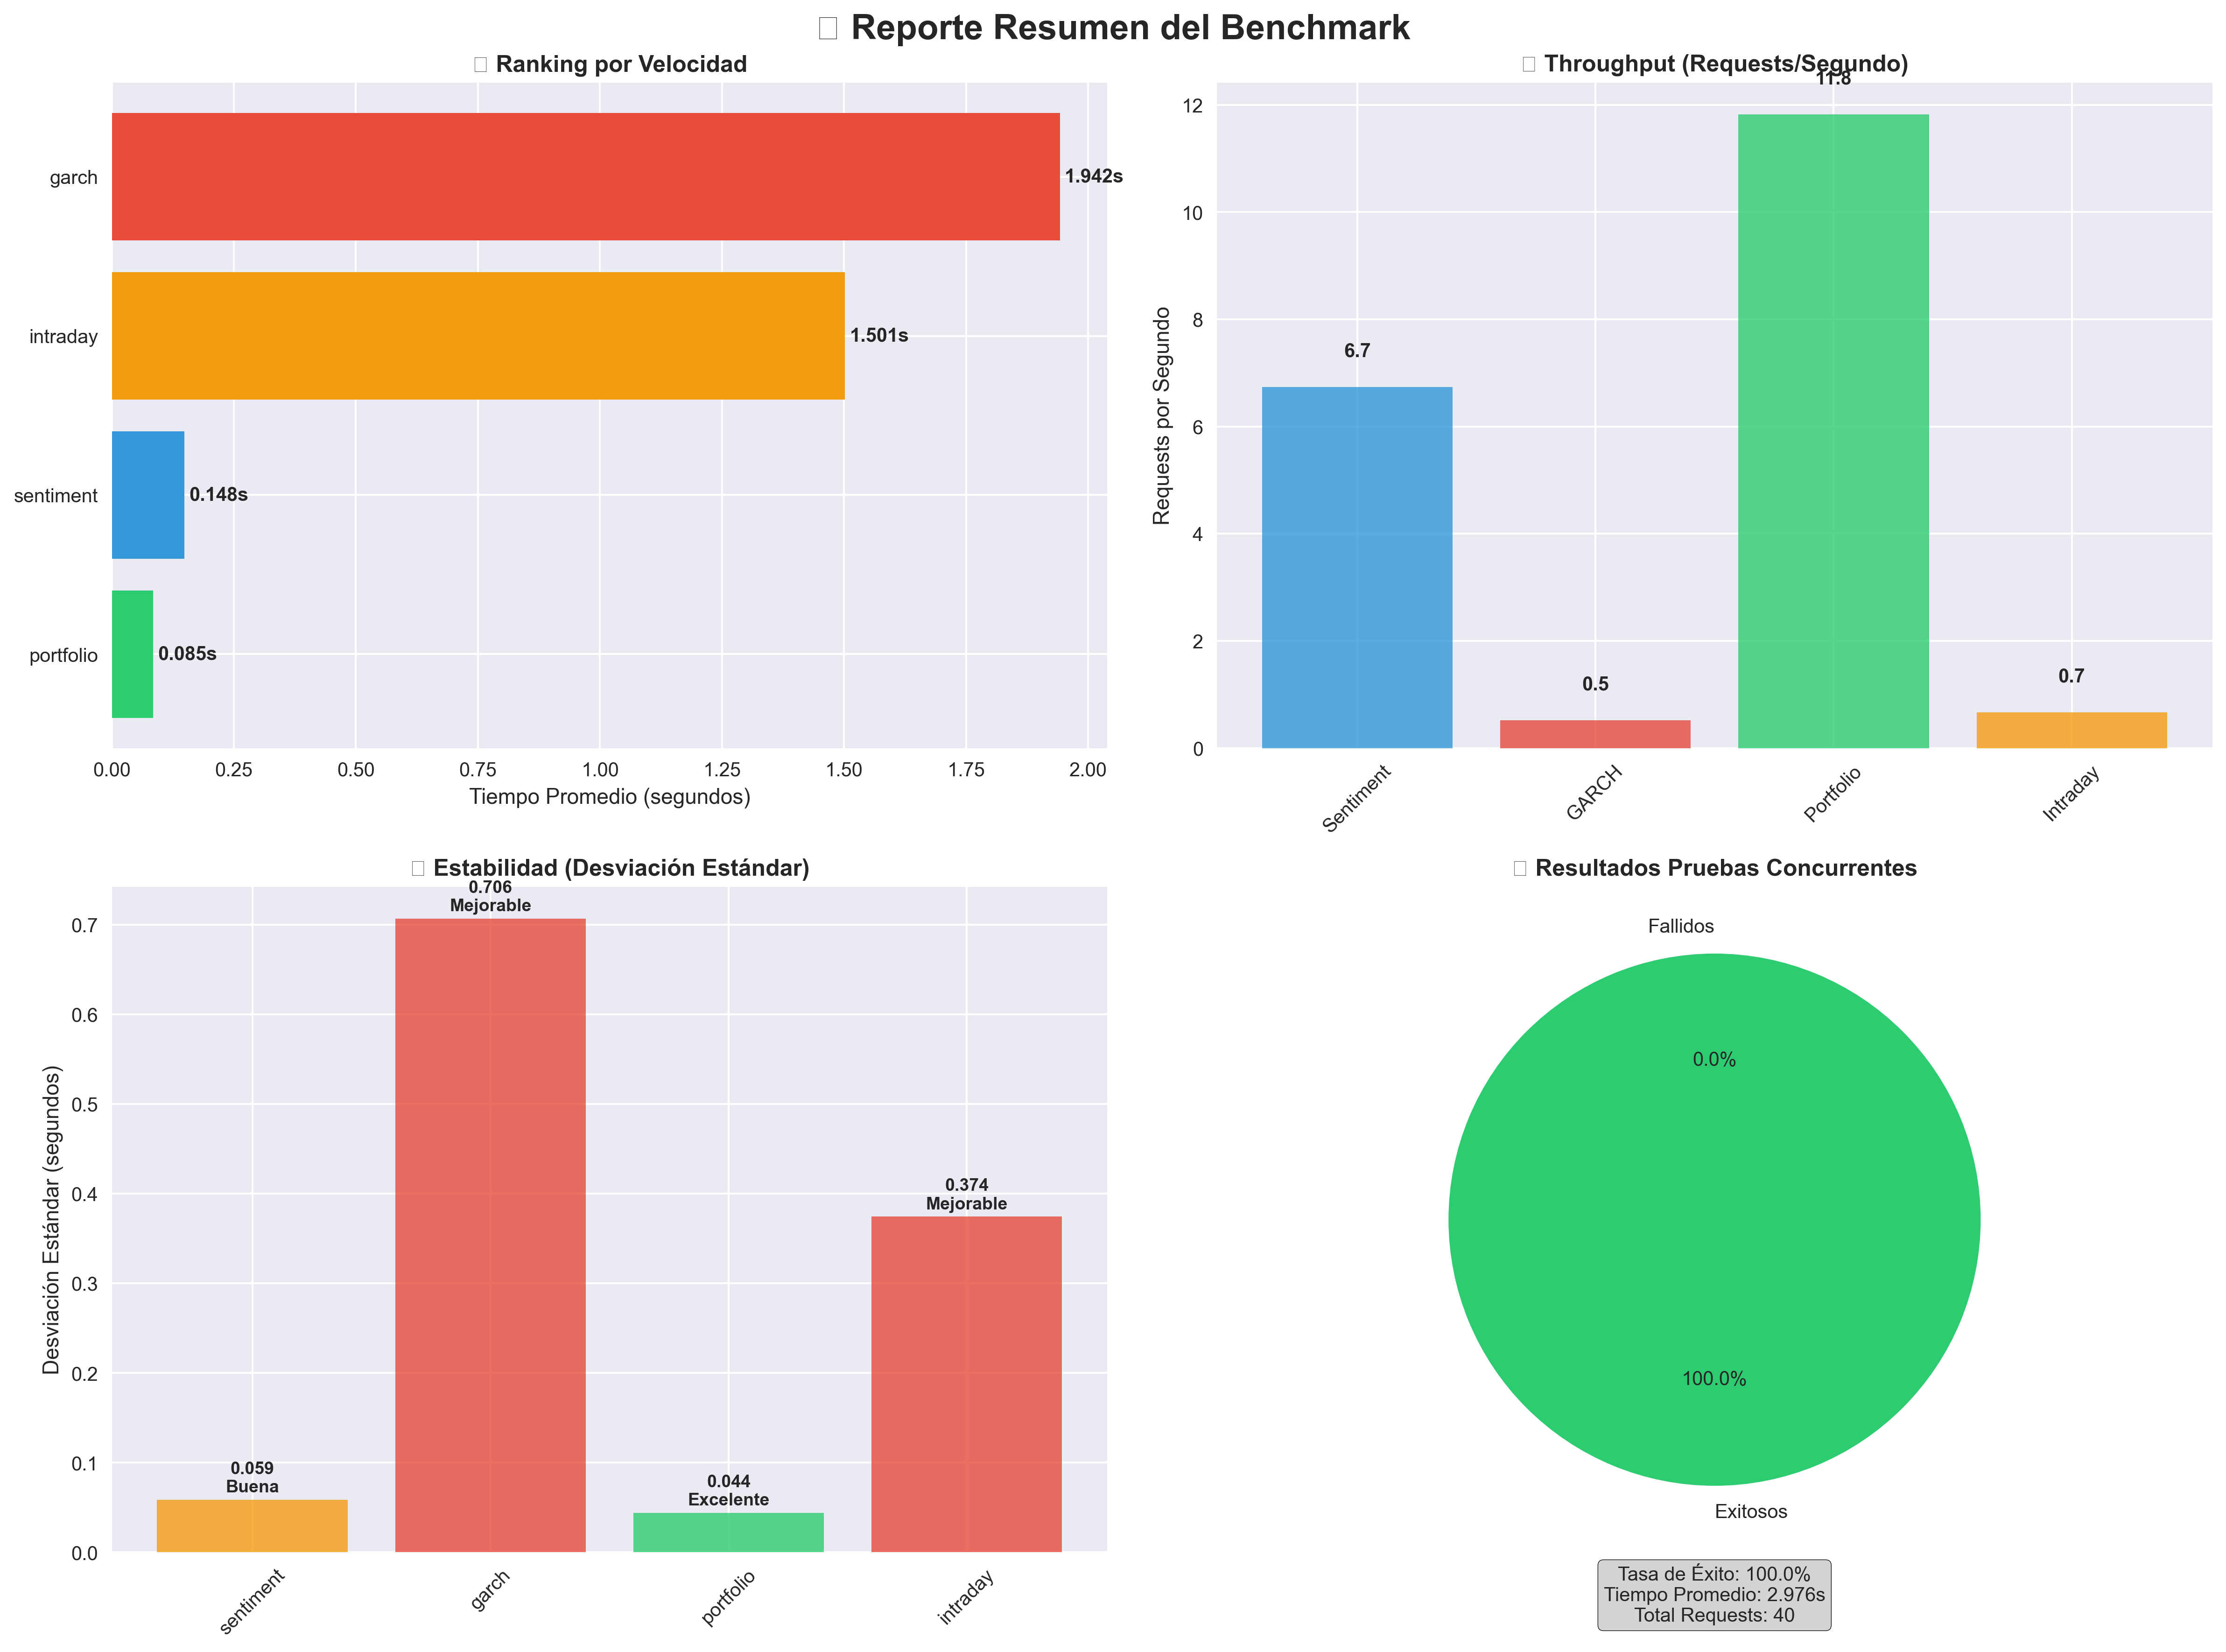 Reporte Resumen del Benchmark
Ranking por Velocidad
garch
intraday
sentiment
portfolio
1.942s
1.501s
0.148s
0.085s
0.00 0.25 0.50 0.75 1.00 1.25 1.50 1.75 2.00
Tiempo Promedio (segundos)
Throughput (Requests/Segundo)
Requests por Segundo
12
10
8
6
4
2
0
6.7
0.5
11.8
0.7
Sentiment
GARCH
Portfolio
Intraday
Estabilidad (Desviación Estándar)
Desviación Estándar (segundos)
0.7
0.6
0.5
0.4
0.3
0.2
0.1
0.0
0.059
Buena
0.706
Mejorable
0.044
Excelente
0.374
Mejorable
sentiment
garch
portfolio
intraday
Resultados Pruebas Concurrentes
Fallidos
0.0%
100.0%
Exitosos
Tasa de Éxito: 100.0%
Tiempo Promedio: 2.976s
Total Requests: 40